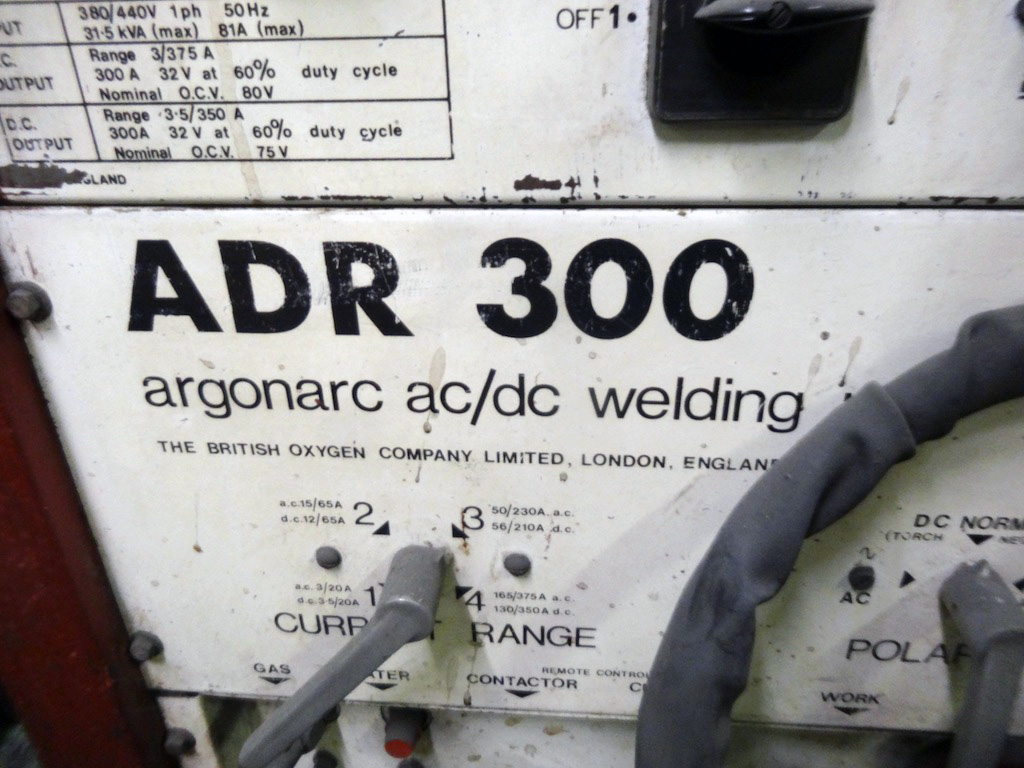 380/440V 1ph 50Hz
31·5 kVA (max) 81A (max)
Range 3/375 A
300 A 32V at 60% duty cycle
OUTPUT
Nominal O.C.V. 80V
D.C.
OUTPUT
Range 3·5/350 A
300A 32V at 60% duty cycle
Nominal O.C.V. 75V
OFF 1
ADR 300
argonarc ac/dc welding
THE BRITISH OXYGEN COMPANY LIMITED, LONDON, ENGLAND
a.c. 15/65A
d.c. 12/65A
2
3
50/230A a.c.
56/210A d.c.
a.c. 3/20A
d.c. 3·5/20A
1
4
165/375A a.c.
130/350A d.c.
CURRENT RANGE
GAS
CONTACTOR
REMOTE CONTROL
DC NORM
(TORCH NEG
~
AC
POLAR
WORK